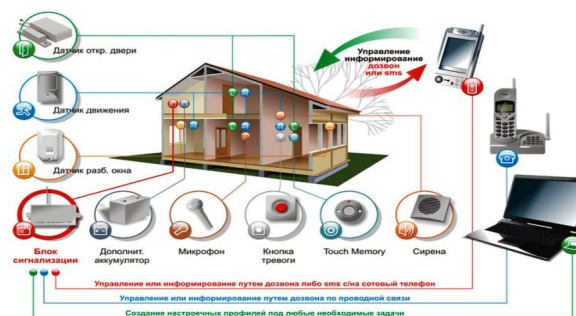 Датчик откр. двери
Управление
информирование
дозвон
или sms
Датчик движения
Датчик разб. окна
Блок
сигнализации
Дополнит.
аккумулятор
Микрофон
Кнопка
тревоги
Touch Memory
Сирена
Управление или информирование путем дозвона либо sms с/на сотовый телефон
Управление или информирование путем дозвона по проводной связи
Создание настроечных профилей под любые необходимые задачи